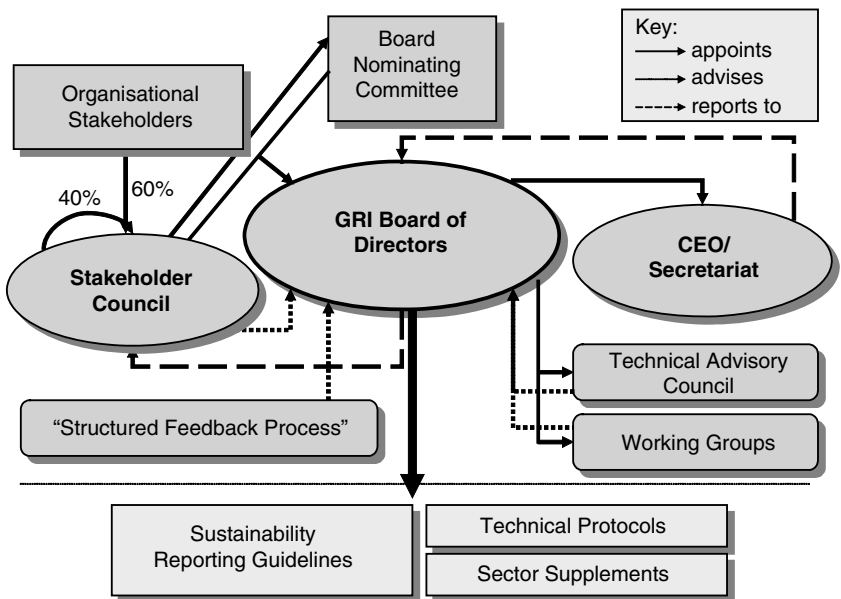 Board
Nominating
Committee
Key:
appoints
advises
reports to
Organisational
Stakeholders
40%
60%
GRI Board of
Directors
CEO/
Secretariat
Stakeholder
Council
Technical Advisory
Council
“Structured Feedback Process”
Working Groups
Sustainability
Reporting Guidelines
Technical Protocols
Sector Supplements